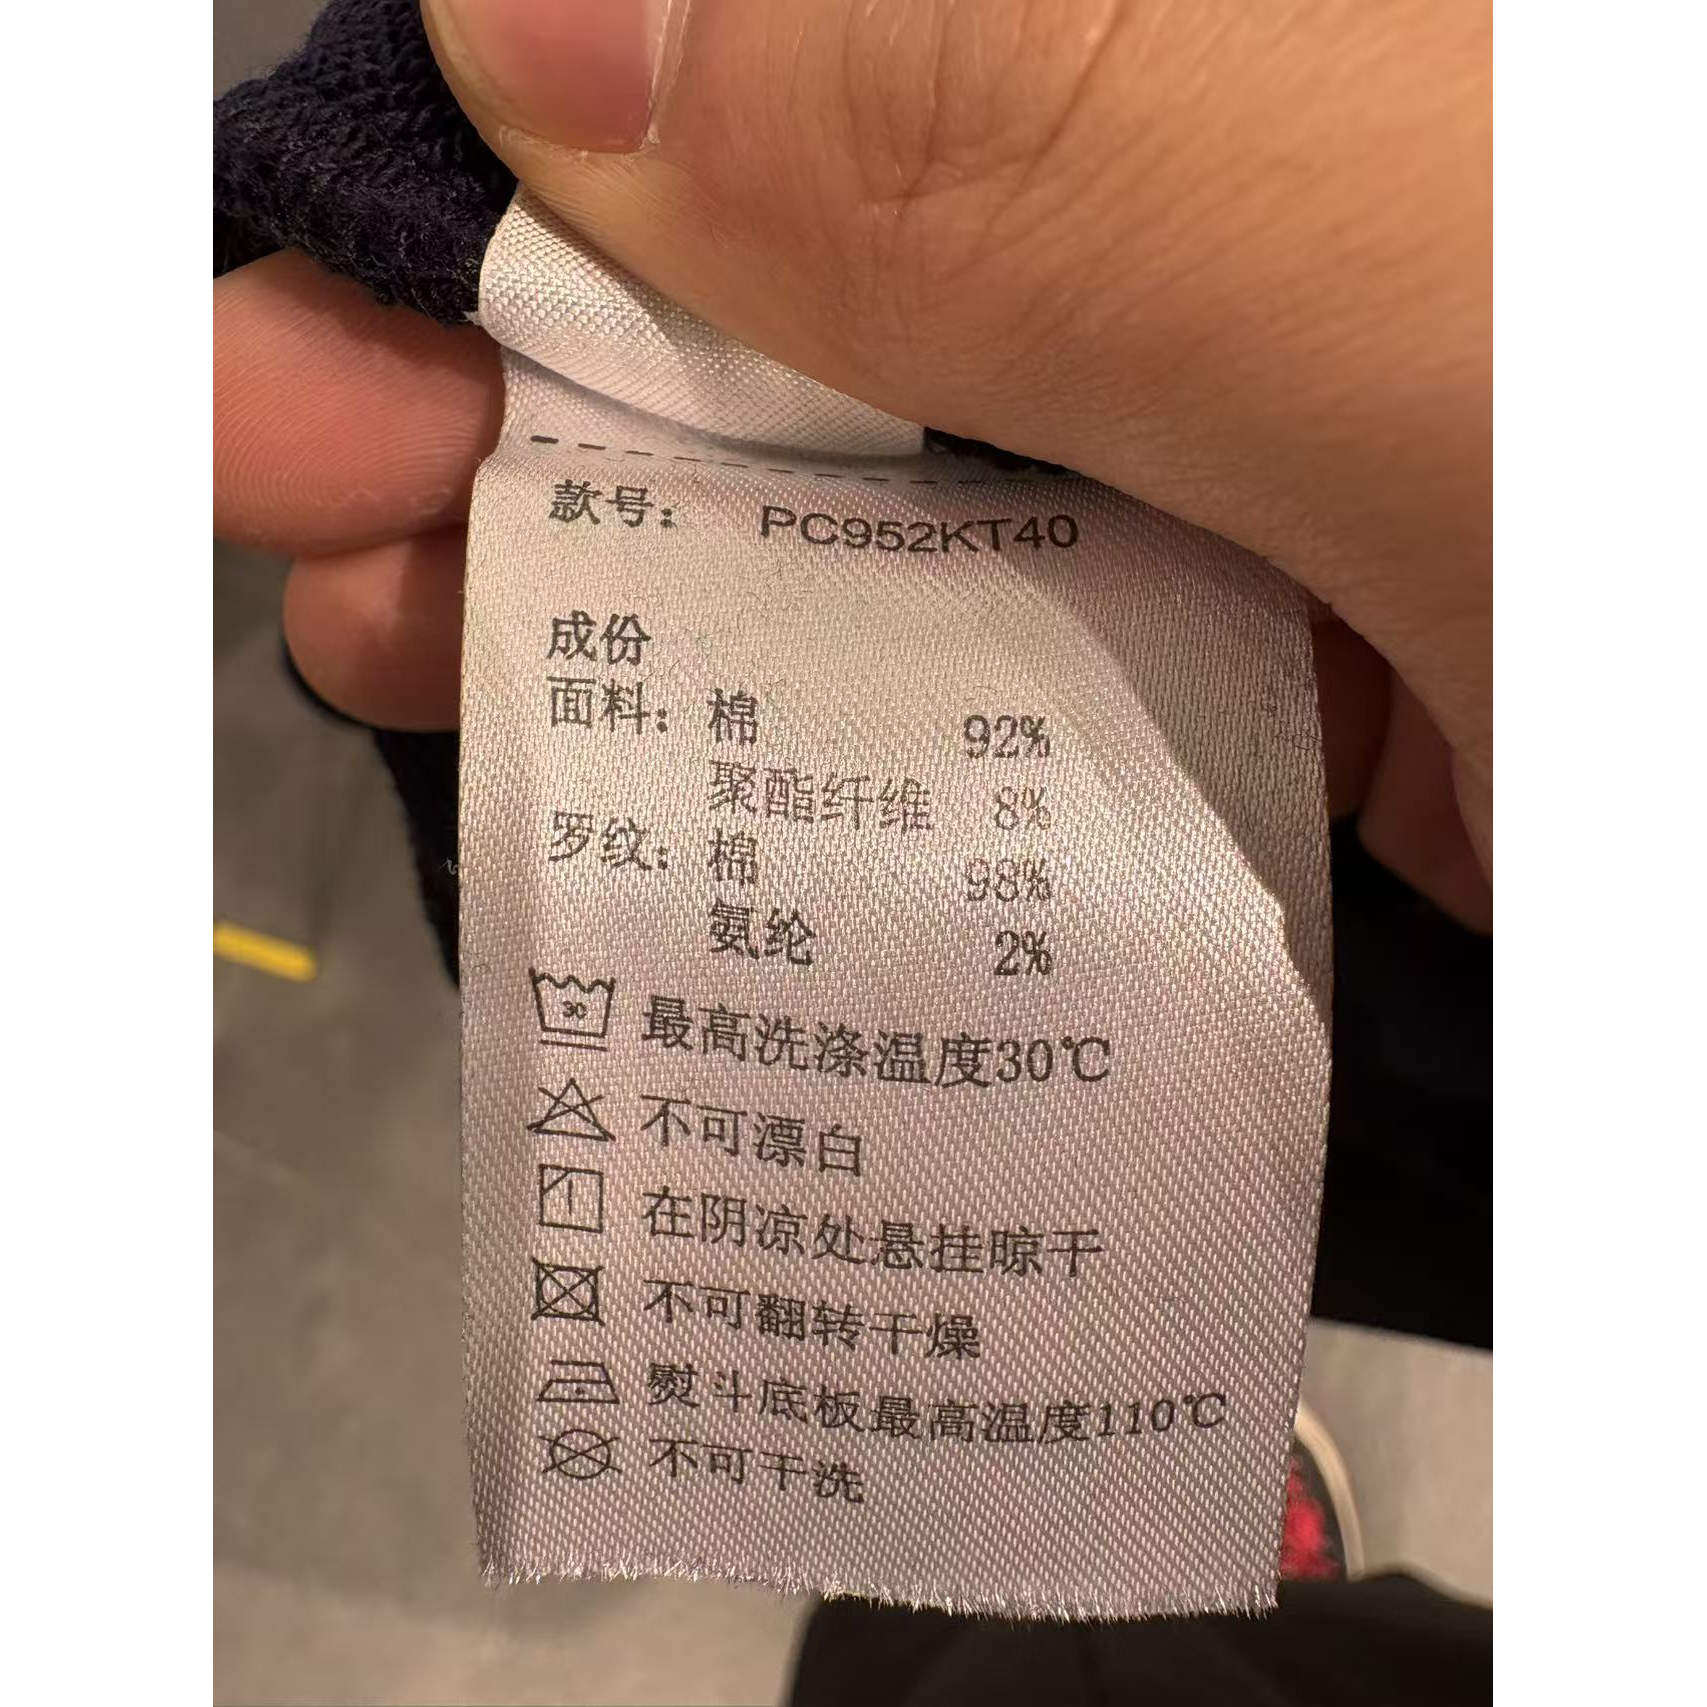 款号： PC952KT40
成份
面料： 棉 92%
聚酯纤维 8%
罗纹： 棉 98%
氨纶 2%
30 最高洗涤温度30℃
不可漂白
在阴凉处悬挂晾干
不可翻转干燥
熨斗底板最高温度110℃
不可干洗